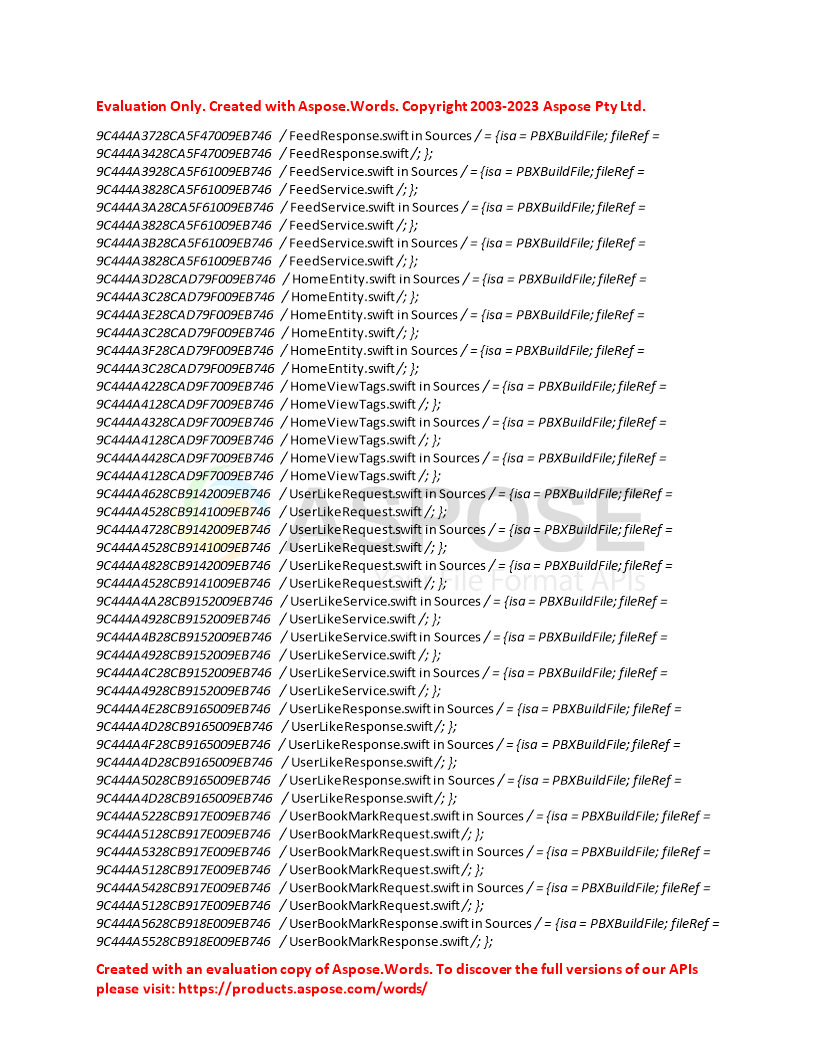 Evaluation Only. Created with Aspose.Words. Copyright 2003-2023 Aspose Pty Ltd.
9C444A3728CA5F47009EB746 / FeedResponse.swift in Sources / = {isa = PBXBuildFile; fileRef =
9C444A3428CA5F47009EB746 / FeedResponse.swift /; };
9C444A3928CA5F61009EB746 / FeedService.swift in Sources / = {isa = PBXBuildFile; fileRef =
9C444A3828CA5F61009EB746 / FeedService.swift /; };
9C444A3A28CA5F61009EB746 / FeedService.swift in Sources / = {isa = PBXBuildFile; fileRef =
9C444A3828CA5F61009EB746 / FeedService.swift /; };
9C444A3B28CA5F61009EB746 / FeedService.swift in Sources / = {isa = PBXBuildFile; fileRef =
9C444A3828CA5F61009EB746 / FeedService.swift /; };
9C444A3D28CAD79F009EB746 / HomeEntity.swift in Sources / = {isa = PBXBuildFile; fileRef =
9C444A3C28CAD79F009EB746 / HomeEntity.swift /; };
9C444A3E28CAD79F009EB746 / HomeEntity.swift in Sources / = {isa = PBXBuildFile; fileRef =
9C444A3C28CAD79F009EB746 / HomeEntity.swift /; };
9C444A3F28CAD79F009EB746 / HomeEntity.swift in Sources / = {isa = PBXBuildFile; fileRef =
9C444A3C28CAD79F009EB746 / HomeEntity.swift /; };
9C444A4228CAD9F7009EB746 / HomeViewTags.swift in Sources / = {isa = PBXBuildFile; fileRef =
9C444A4128CAD9F7009EB746 / HomeViewTags.swift /; };
9C444A4328CAD9F7009EB746 / HomeViewTags.swift in Sources / = {isa = PBXBuildFile; fileRef =
9C444A4128CAD9F7009EB746 / HomeViewTags.swift /; };
9C444A4428CAD9F7009EB746 / HomeViewTags.swift in Sources / = {isa = PBXBuildFile; fileRef =
9C444A4128CAD9F7009EB746 / HomeViewTags.swift /; };
9C444A4628CB9142009EB746 / UserLikeRequest.swift in Sources / = {isa = PBXBuildFile; fileRef =
9C444A4528CB9141009EB746 / UserLikeRequest.swift /; };
9C444A4728CB9142009EB746 / UserLikeRequest.swift in Sources / = {isa = PBXBuildFile; fileRef =
9C444A4528CB9141009EB746 / UserLikeRequest.swift /; };
9C444A4828CB9142009EB746 / UserLikeRequest.swift in Sources / = {isa = PBXBuildFile; fileRef =
9C444A4528CB9141009EB746 / UserLikeRequest.swift /; };
9C444A4A28CB9152009EB746 / UserLikeService.swift in Sources / = {isa = PBXBuildFile; fileRef =
9C444A4928CB9152009EB746 / UserLikeService.swift /; };
9C444A4B28CB9152009EB746 / UserLikeService.swift in Sources / = {isa = PBXBuildFile; fileRef =
9C444A4928CB9152009EB746 / UserLikeService.swift /; };
9C444A4C28CB9152009EB746 / UserLikeService.swift in Sources / = {isa = PBXBuildFile; fileRef =
9C444A4928CB9152009EB746 / UserLikeService.swift /; };
9C444A4E28CB9165009EB746 / UserLikeResponse.swift in Sources / = {isa = PBXBuildFile; fileRef =
9C444A4D28CB9165009EB746 / UserLikeResponse.swift /; };
9C444A4F28CB9165009EB746 / UserLikeResponse.swift in Sources / = {isa = PBXBuildFile; fileRef =
9C444A4D28CB9165009EB746 / UserLikeResponse.swift /; };
9C444A5028CB9165009EB746 / UserLikeResponse.swift in Sources / = {isa = PBXBuildFile; fileRef =
9C444A4D28CB9165009EB746 / UserLikeResponse.swift /; };
9C444A5228CB917E009EB746 / UserBookMarkRequest.swift in Sources / = {isa = PBXBuildFile; fileRef =
9C444A5128CB917E009EB746 / UserBookMarkRequest.swift /; };
9C444A5328CB917E009EB746 / UserBookMarkRequest.swift in Sources / = {isa = PBXBuildFile; fileRef =
9C444A5128CB917E009EB746 / UserBookMarkRequest.swift /; };
9C444A5428CB917E009EB746 / UserBookMarkRequest.swift in Sources / = {isa = PBXBuildFile; fileRef =
9C444A5128CB917E009EB746 / UserBookMarkRequest.swift /; };
9C444A5628CB918E009EB746 / UserBookMarkResponse.swift in Sources / = {isa = PBXBuildFile; fileRef =
9C444A5528CB918E009EB746 / UserBookMarkResponse.swift /; };
ASPOSE
File Format APIs
Created with an evaluation copy of Aspose.Words. To discover the full versions of our APIs
please visit: https://products.aspose.com/words/